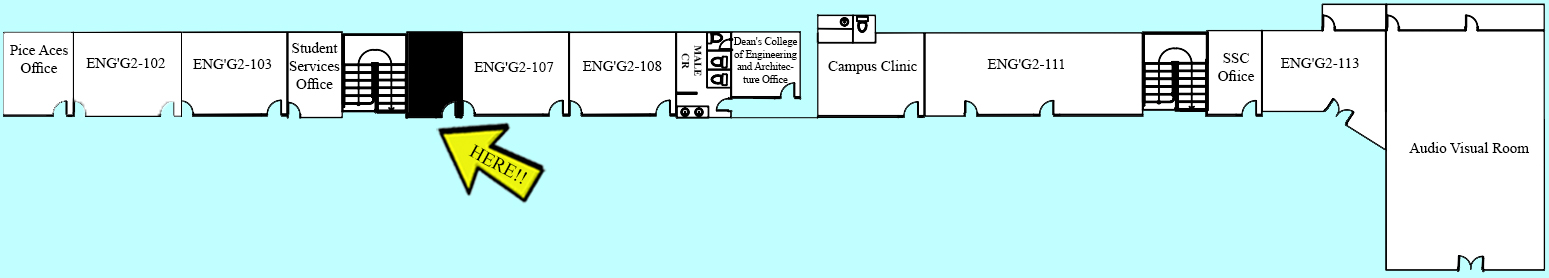 Pice Aces
Office
ENG'G2-102
ENG'G2-103
Student
Services
Office
HERE!!
ENG'G2-107
ENG'G2-108
MALE
CR
Dean's College
of Engineering
and Architec-
ture Office
Campus Clinic
ENG'G2-111
SSC
Ofiice
ENG'G2-113
Audio Visual Room